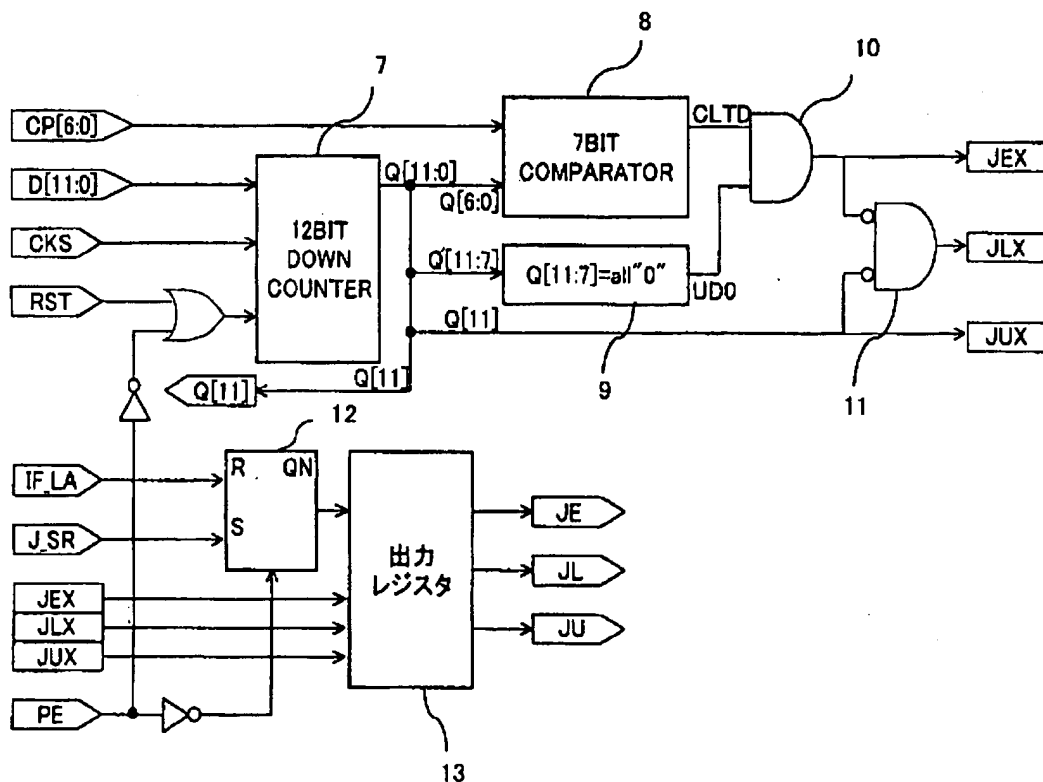 8
10
7
CP[6:0]
CLTD
7BIT
COMPARATOR
JEX
D[11:0]
Q[11:0]
Q[6:0]
12BIT
DOWN
COUNTER
CKS
JLX
Q[11:7]
Q[11:7]=all"0"
UD0
RST
Q[11]
JUX
Q[11]
Q[11]
9
11
12
IF_LA
R
QN
J_SR
S
出力
レジスタ
JE
JL
JU
JEX
JLX
JUX
PE
13